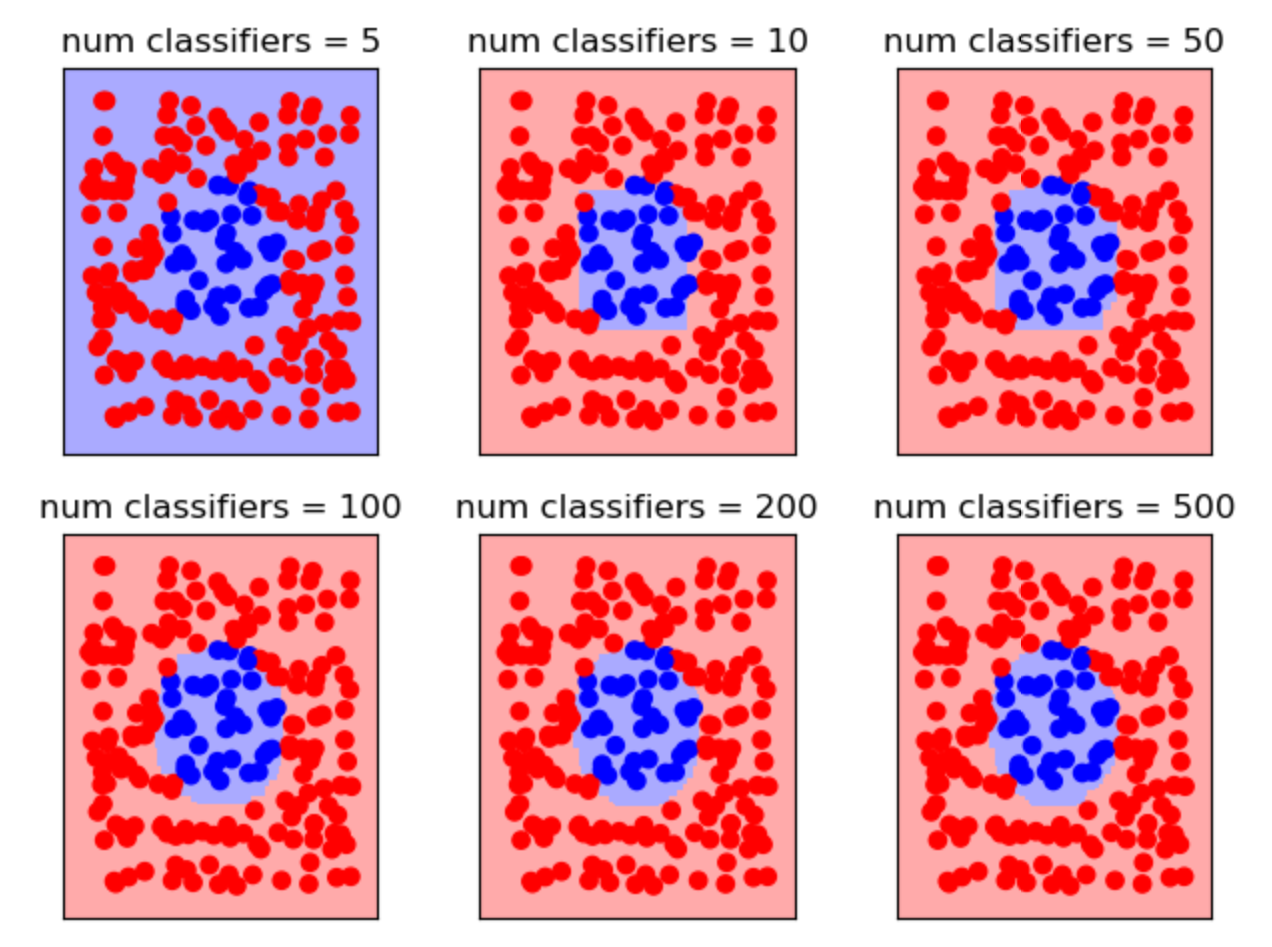 num classifiers = 5
num classifiers = 10
num classifiers = 50
num classifiers = 100
num classifiers = 200
num classifiers = 500